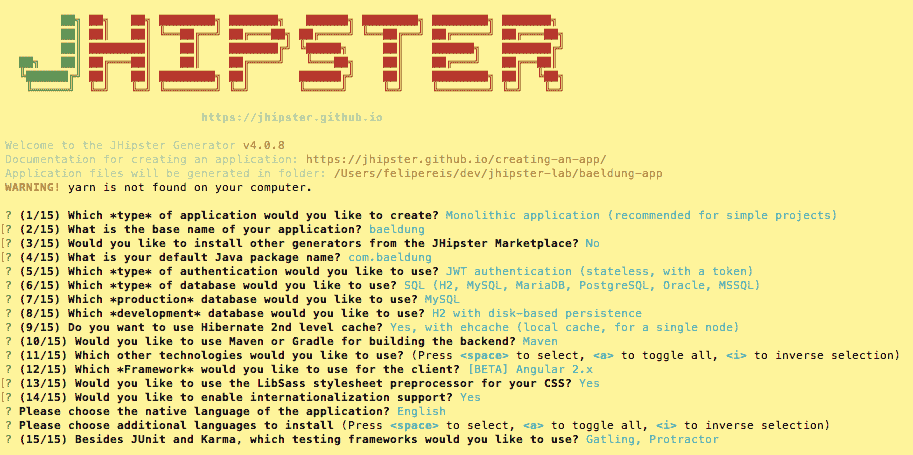 JHIPSTER
https://jhipster.github.io
Welcome to the JHipster Generator v4.0.8
Documentation for creating an application: https://jhipster.github.io/creating-an-app/
Application files will be generated in folder: /Users/felipereis/dev/jhipster-lab/baeldung-app
WARNING! yarn is not found on your computer.
? (1/15) Which *type* of application would you like to create? Monolithic application (recommended for simple projects)
[? (2/15) What is the base name of your application? baeldung
[? (3/15) Would you like to install other generators from the JHipster Marketplace? No
[? (4/15) What is your default Java package name? com.baeldung
? (5/15) Which *type* of authentication would you like to use? JWT authentication (stateless, with a token)
? (6/15) Which *type* of database would you like to use? SQL (H2, MySQL, MariaDB, PostgreSQL, Oracle, MSSQL)
? (7/15) Which *production* database would you like to use? MySQL
? (8/15) Which *development* database would you like to use? H2 with disk-based persistence
? (9/15) Do you want to use Hibernate 2nd level cache? Yes, with ehcache (local cache, for a single node)
? (10/15) Would you like to use Maven or Gradle for building the backend? Maven
? (11/15) Which other technologies would you like to use? (Press <space> to select, <a> to toggle all, <i> to inverse selection)
? (12/15) Which *Framework* would you like to use for the client? [BETA] Angular 2.x
[? (13/15) Would you like to use the LibSass stylesheet preprocessor for your CSS? Yes
[? (14/15) Would you like to enable internationalization support? Yes
? Please choose the native language of the application? English
? Please choose additional languages to install (Press <space> to select, <a> to toggle all, <i> to inverse selection)
? (15/15) Besides JUnit and Karma, which testing frameworks would you like to use? Gatling, Protractor